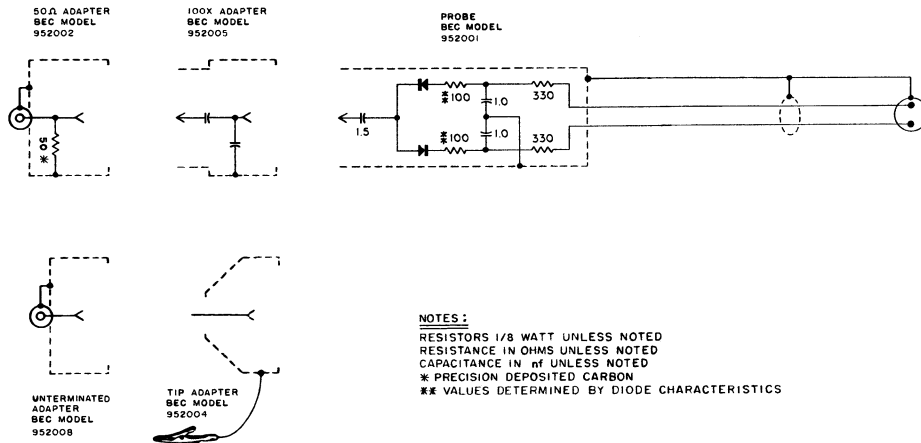 50Ω ADAPTER
BEC MODEL
952002
100X ADAPTER
BEC MODEL
952005
PROBE
BEC MODEL
952001
50 *
1.5
** 100
1.0
330
** 100
1.0
330
UNTERMINATED
ADAPTER
BEC MODEL
952008
TIP ADAPTER
BEC MODEL
952004
NOTES:
RESISTORS 1/8 WATT UNLESS NOTED
RESISTANCE IN OHMS UNLESS NOTED
CAPACITANCE IN nf UNLESS NOTED
* PRECISION DEPOSITED CARBON
** VALUES DETERMINED BY DIODE CHARACTERISTICS